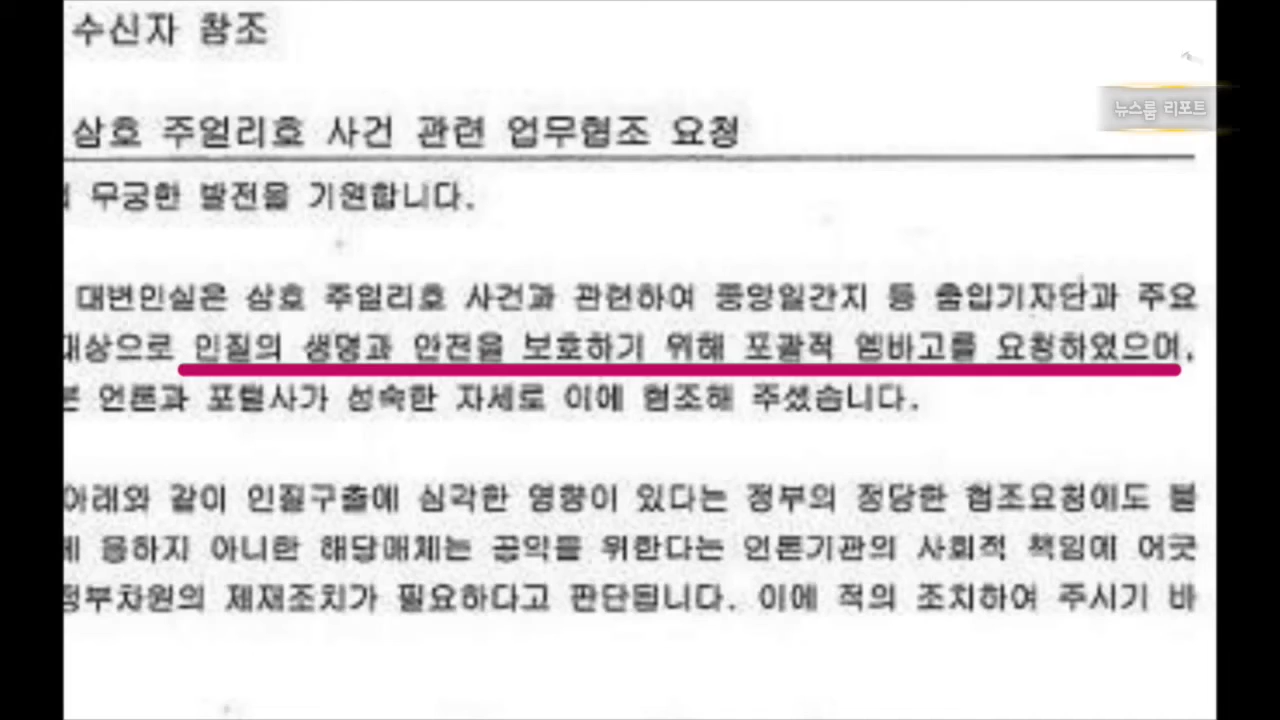 수신자 참조
뉴스룸 리포트
삼호 주얼리호 사건 관련 업무협조 요청
무궁한 발전을 기원합니다.
대변인실은 삼호 주얼리호 사건과 관련하여 중앙일간지 등 출입기자단과 주요
대상으로 인질의 생명과 안전을 보호하기 위해 포괄적 엠바고를 요청하였으며,
언론과 포털사가 성숙한 자세로 이에 협조해 주셨습니다.
아래와 같이 인질구출에 심각한 영향이 있다는 정부의 정당한 협조요청에도 불
응하지 아니한 해당매체는 공익을 위한다는 언론기관의 사회적 책임에 어긋
정부차원의 제재조치가 필요하다고 판단됩니다. 이에 적의 조치하여 주시기 바